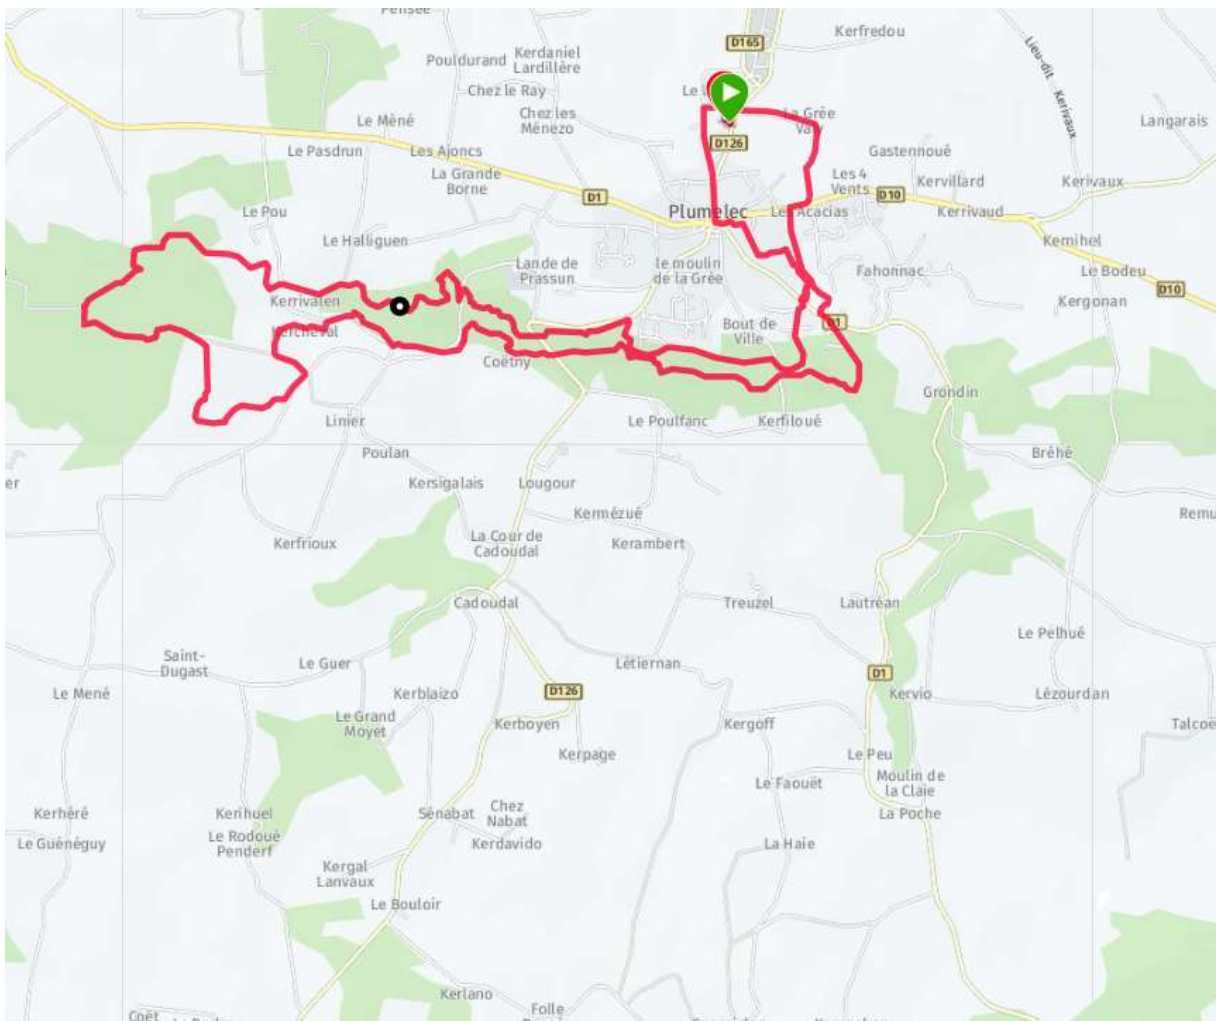 Pelisse
D165
Kerfredou
Lieu-dit
Kerivaux
Kerdaniel
Lardillère
Pouldurand
Chez le Ray
Le
La Grée
Chez les
Ménezo
Le Méné
Langarais
D126
Le Pasdrun
Les Ajoncs
Gastennoué
La Grande
Borne
Les 4
Vents
Kervillard
Kerivaux
D1
D10
Le Pou
Plumelec
Les Acacias
Kerrivaud
Le Halliguen
Kernihel
Lande de
Prassun
le moulin
de la Grée
Fahonnac
Le Bodeu
D10
Kerrivalen
Kergonan
Kercheval
Bout de
Ville
D1
Coëtny
Grondin
Linier
Le Poulfanc
Kerfiloué
Poulan
Bréhé
er
Kersigalais
Lougour
Kermézué
Remu
La Cour de
Cadoudal
Kerfrioux
Kerambert
Cadoudal
Treuzel
Lautréan
Le Pelhué
Saint-
Dugast
Le Guer
Létiernan
D1
Le Mené
Kerblaizo
D126
Kervio
Lézourdan
Le Grand
Moyet
Kerboyen
Kergoff
Talcoë
Kerpage
Le Peu
Le Faouët
Moulin de
la Claie
Kerhéré
Kerihuel
Sénabat
Chez
Nabat
La Poche
Le Guénéguy
Le Rodoué
Penderf
Kerdavido
La Haie
Kergal
Lanvaux
Le Bouloir
Kerlano
Folle
Coët